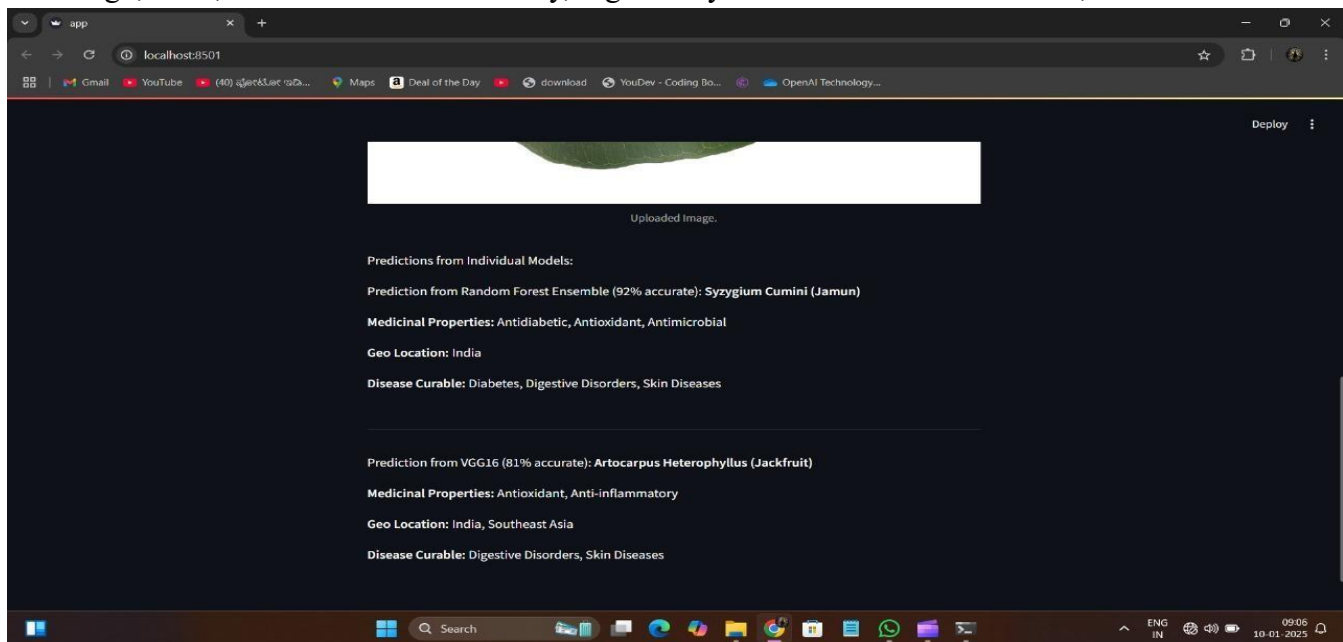 app
localhost:8501
Gmail
YouTube
Maps
Deal of the Day
download
YouDev - Coding Bo...
OpenAI Technology...
Deploy
Uploaded Image.
Predictions from Individual Models:
Prediction from Random Forest Ensemble (92% accurate): Syzygium Cumini (Jamun)
Medicinal Properties: Antidiabetic, Antioxidant, Antimicrobial
Geo Location: India
Disease Curable: Diabetes, Digestive Disorders, Skin Diseases
Prediction from VGG16 (81% accurate): Artocarpus Heterophyllus (Jackfruit)
Medicinal Properties: Antioxidant, Anti-inflammatory
Geo Location: India, Southeast Asia
Disease Curable: Digestive Disorders, Skin Diseases
Search
ENG
IN
09:06
10-01-2025